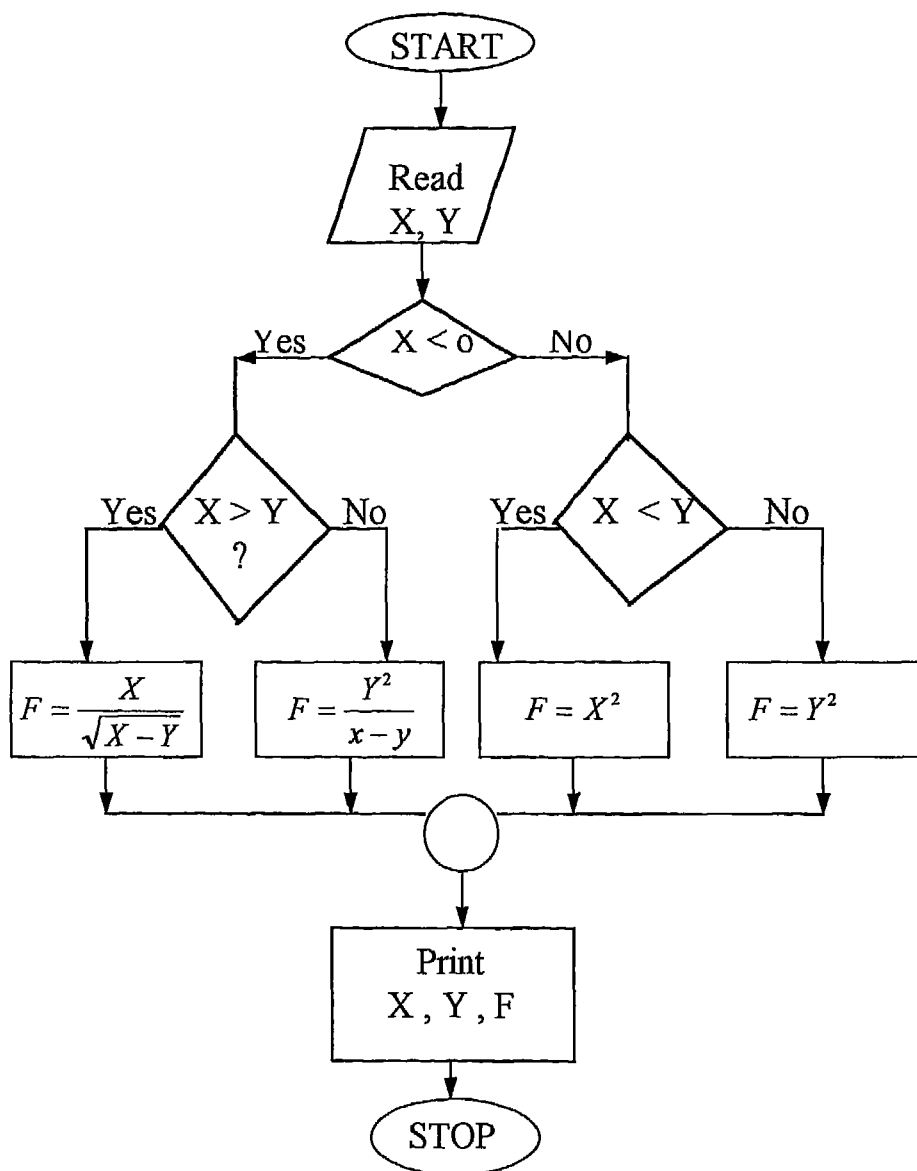 START
Read
X, Y
Yes X < o No
Yes X > Y No
?
Yes X < Y No
F = X / √X − Y
F = Y² / x − y
F = X²
F = Y²
Print
X , Y , F
STOP